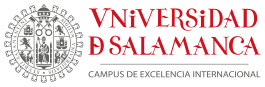 VNiVERSiDAD
D SALAMANCA
CAMPUS DE EXCELENCIA INTERNACIONAL